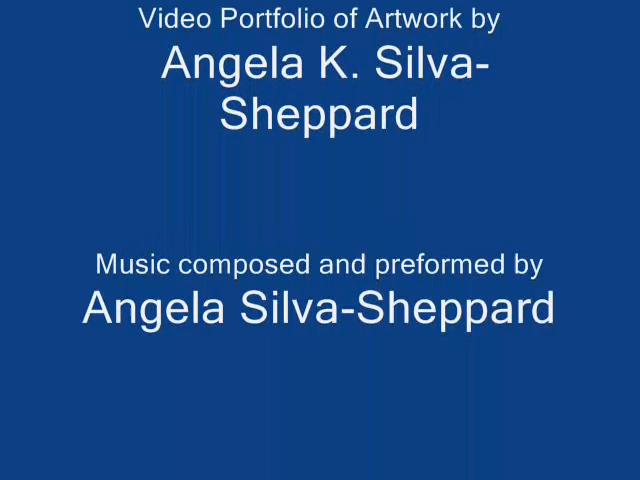 Video Portfolio of Artwork by
Angela K. Silva-
Sheppard
Music composed and preformed by
Angela Silva-Sheppard